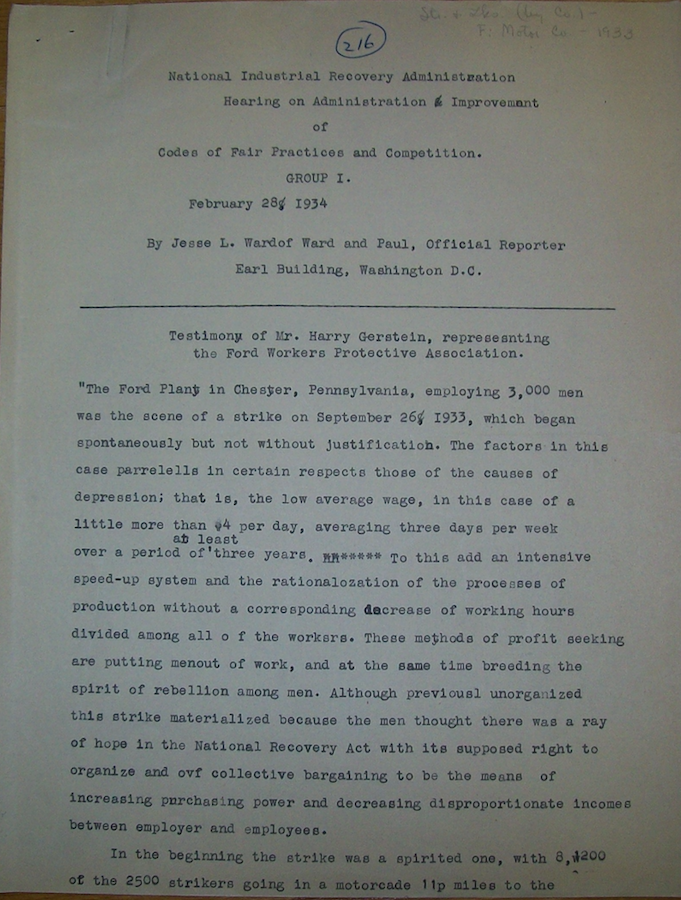 Str. & Lko (by Co.) -
F. Motor Co. - 1933
216
National Industrial Recovery Administration
Hearing on Administration & Improvement
of
Codes of Fair Practices and Competition.
GROUP I.
February 28, 1934
By Jesse L. Wardof Ward and Paul, Official Reporter
Earl Building, Washington D.C.
Testimony of Mr. Harry Gerstein, represesnting
the Ford Workers Protective Association.
"The Ford Plant in Chester, Pennsylvania, employing 3,000 men
was the scene of a strike on September 26, 1933, which began
spontaneously but not without justification. The factors in this
case parrelells in certain respects those of the causes of
depression; that is, the low average wage, in this case of a
little more than $4 per day, averaging three days per week
at least
over a period of'three years. ******* To this add an intensive
speed-up system and the rationalozation of the processes of
production without a corresponding decrease of working hours
divided among all o f the worksrs. These methods of profit seeking
are putting menout of work, and at the same time breeding the
spirit of rebellion among men. Although previousl unorganized
this strike materialized because the men thought there was a ray
of hope in the National Recovery Act with its supposed right to
organize and ovf collective bargaining to be the means of
increasing purchasing power and decreasing disproportionate incomes
between employer and employees.
In the beginning the strike was a spirited one, with 8,1200
of the 2500 strikers going in a motorcade 11p miles to the